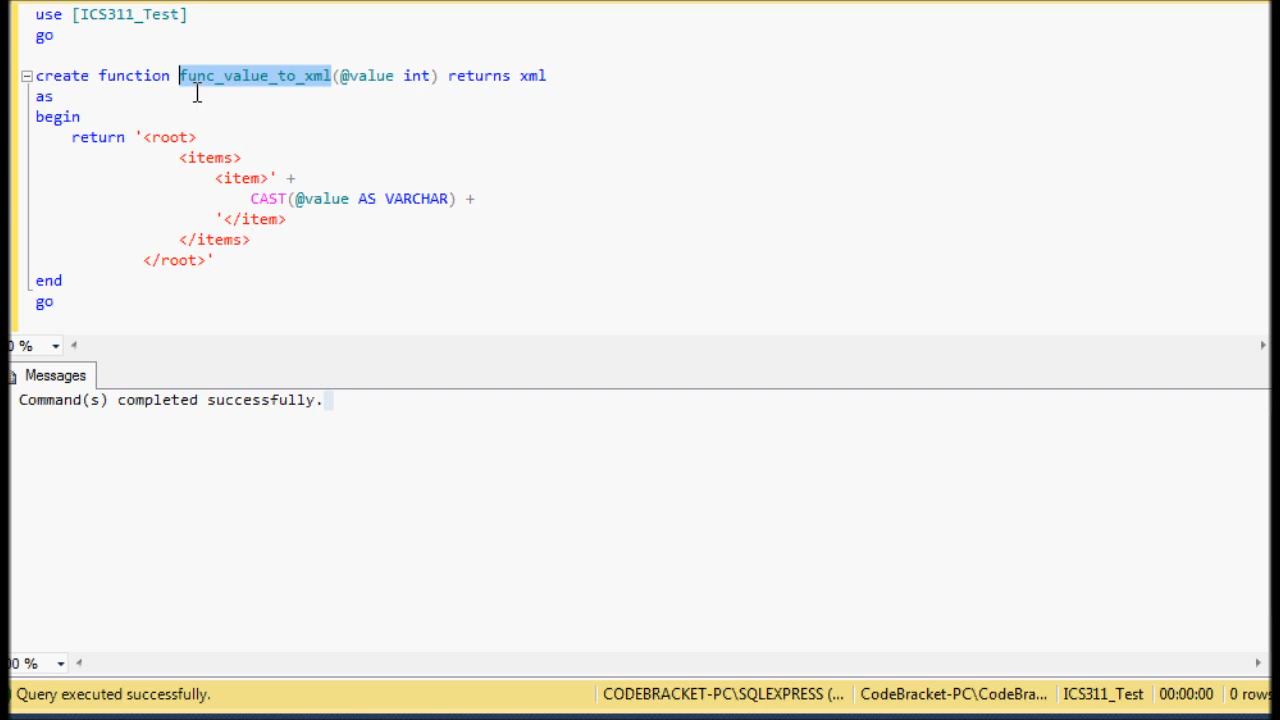 use [ICS311_Test]
go
create function func_value_to_xml(@value int) returns xml
as
begin
return '<root>
<items>
<item>' +
CAST(@value AS VARCHAR) +
'</item>
</items>
</root>'
end
go
%
Messages
Command(s) completed successfully.
%
Query executed successfully. CODEBRACKET-PC\SQLEXPRESS (... CodeBracket-PC\CodeBra... ICS311_Test 00:00:00 0 rows